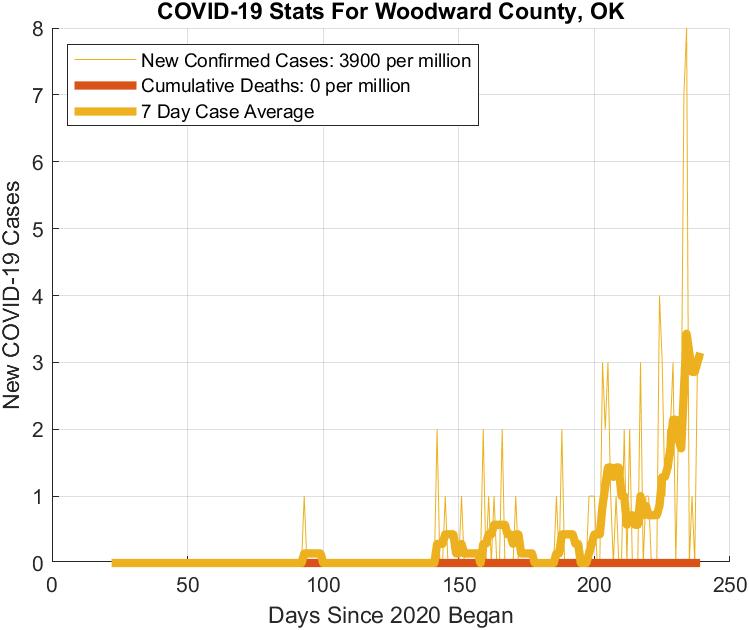 COVID-19 Stats For Woodward County, OK
New Confirmed Cases: 3900 per million
Cumulative Deaths: 0 per million
7 Day Case Average
8
7
6
5
4
3
2
1
0
New COVID-19 Cases
0 50 100 150 200 250
Days Since 2020 Began